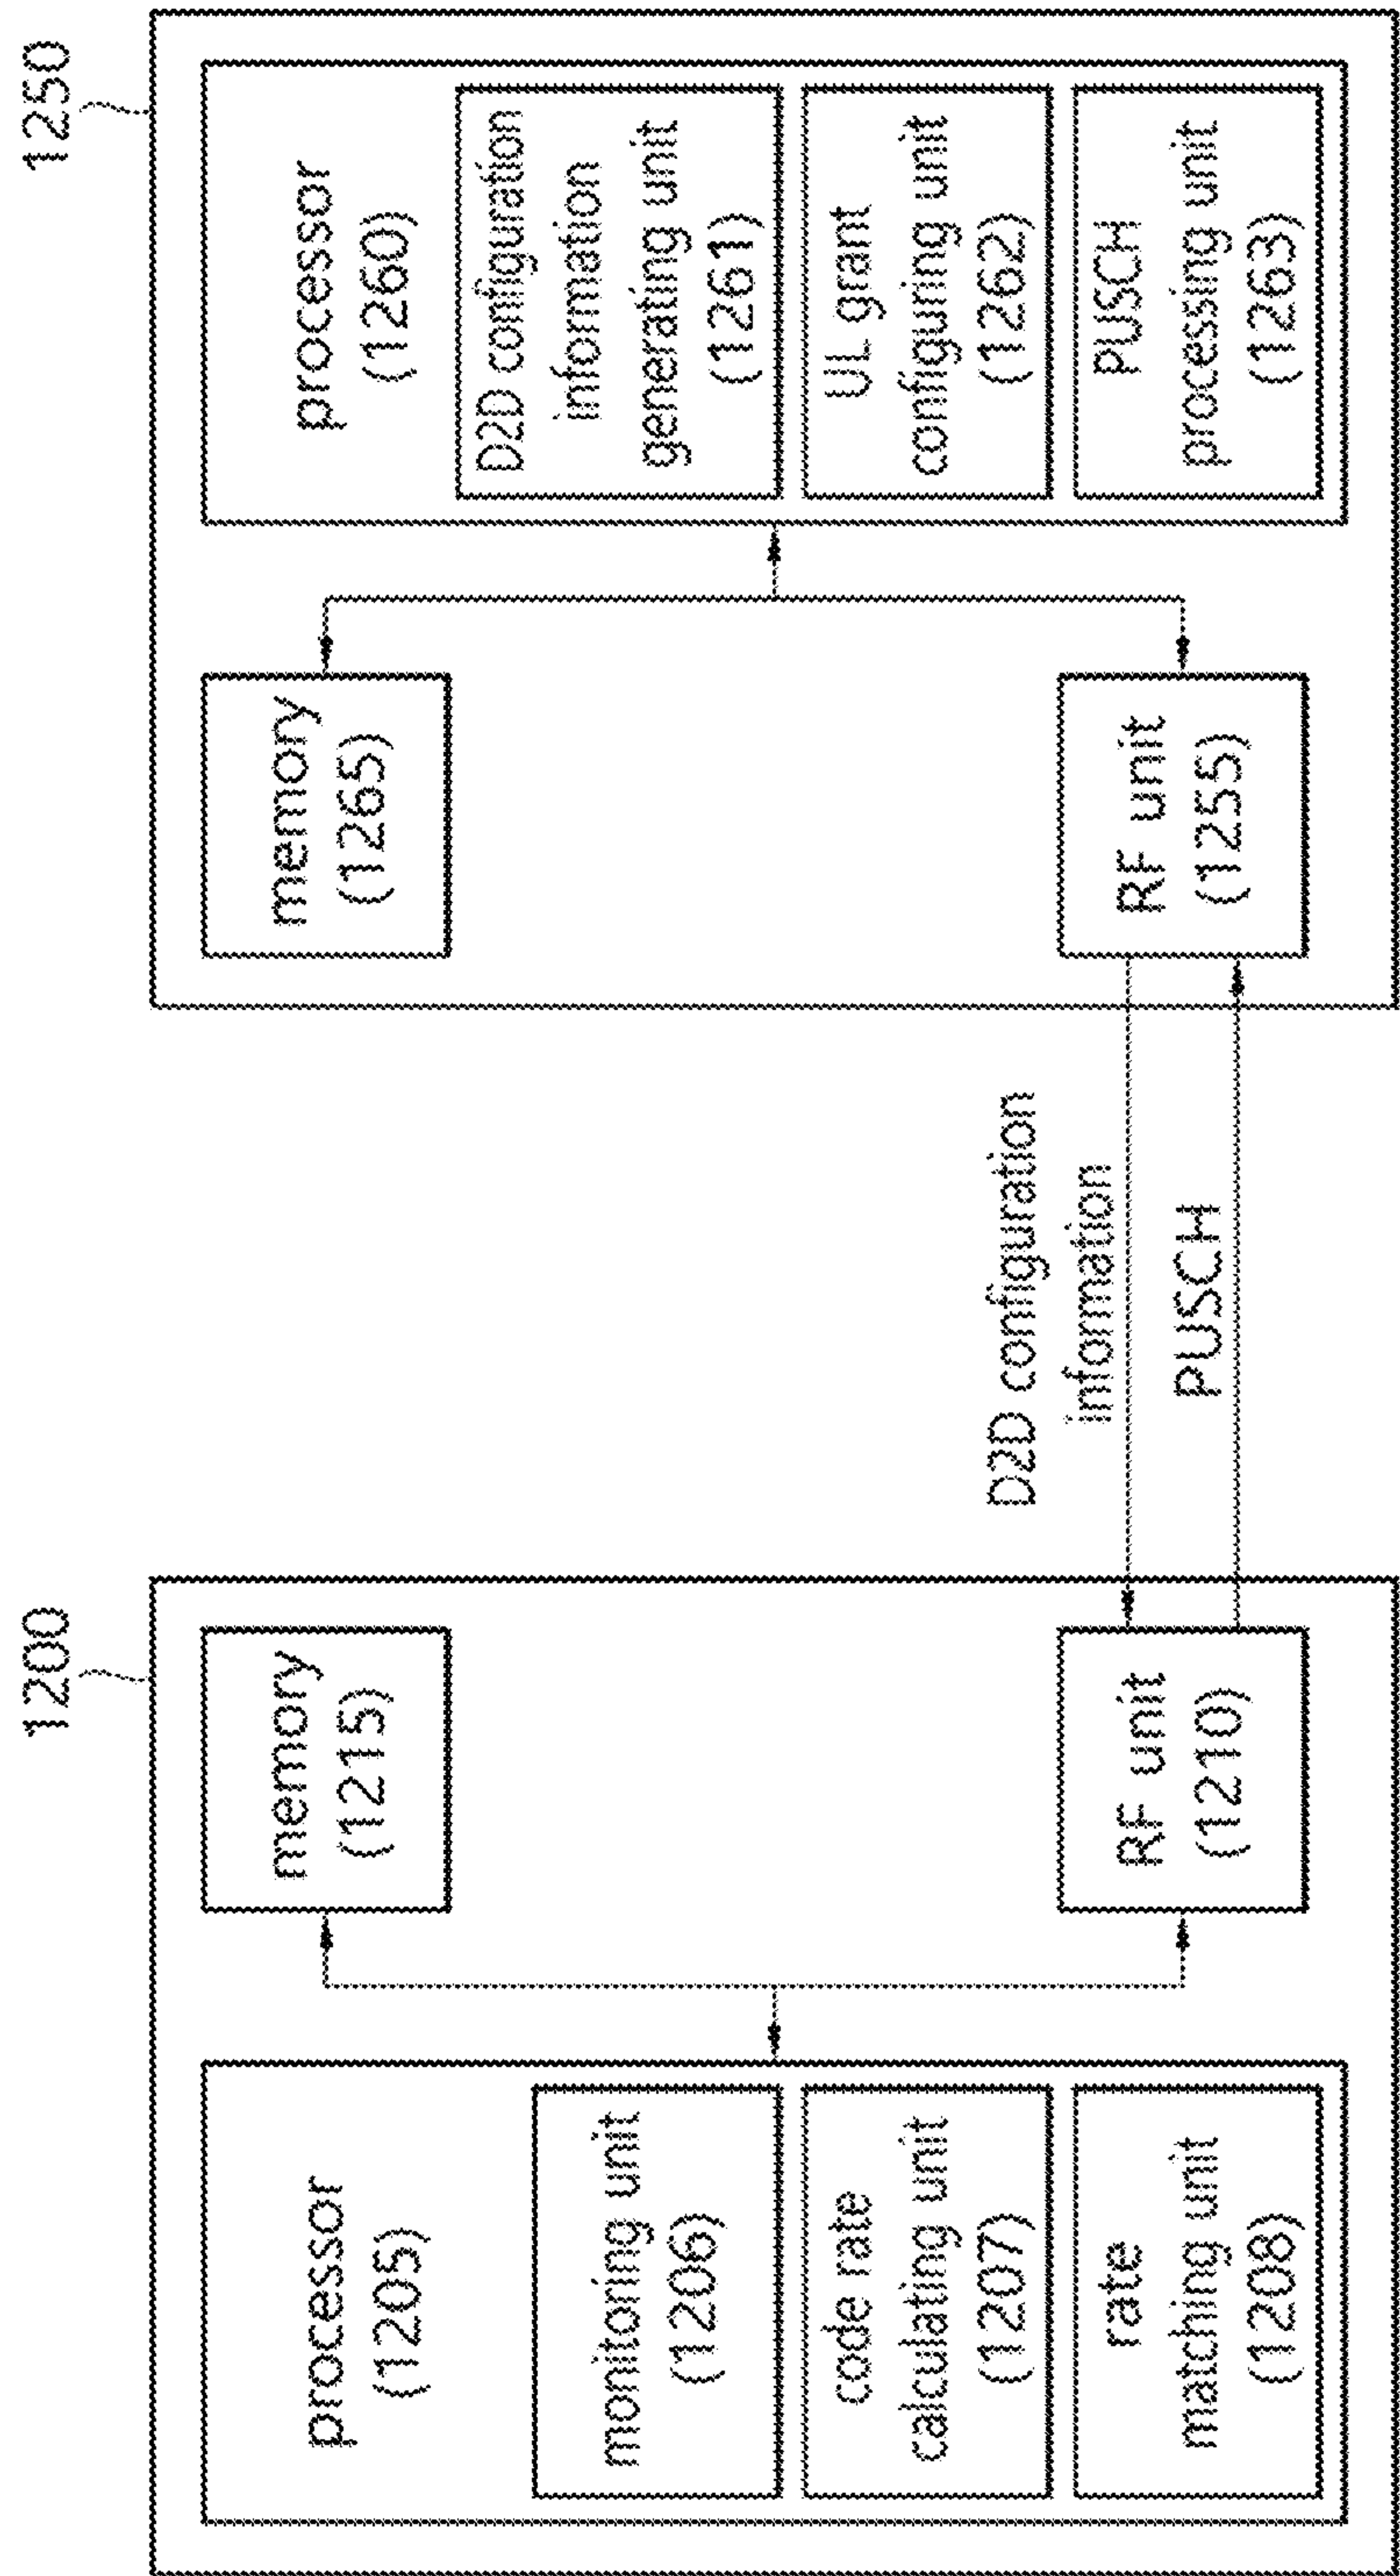 1200
processor
(1205)
monitoring unit
(1206)
code rate
calculating unit
(1207)
rate
matching unit
(1208)
memory
(1215)
RF unit
(1210)
D2D configuration
information
PUSCH
1250
memory
(1265)
RF unit
(1255)
processor
(1260)
D2D configuration
information
generating unit
(1261)
UL grant
configuring unit
(1262)
PUSCH
processing unit
(1263)